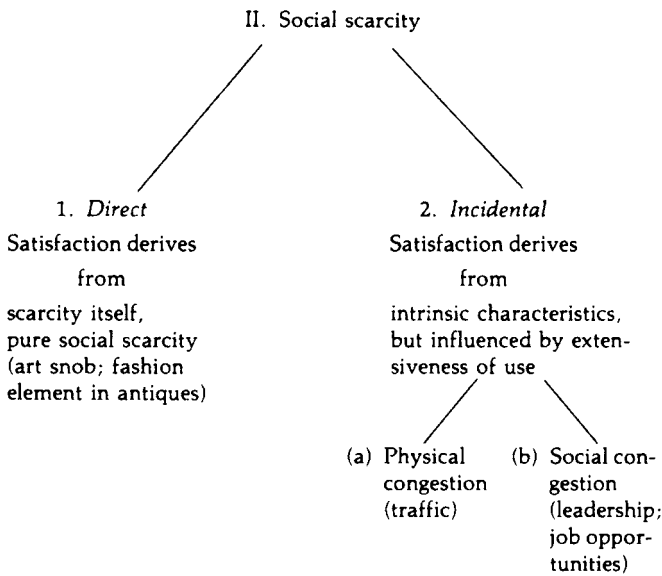 II. Social scarcity
1. Direct
Satisfaction derives
from
scarcity itself,
pure social scarcity
(art snob; fashion
element in antiques)
2. Incidental
Satisfaction derives
from
intrinsic characteristics,
but influenced by exten-
siveness of use
(a) Physical
congestion
(traffic)
(b) Social con-
gestion
(leadership;
job oppor-
tunities)